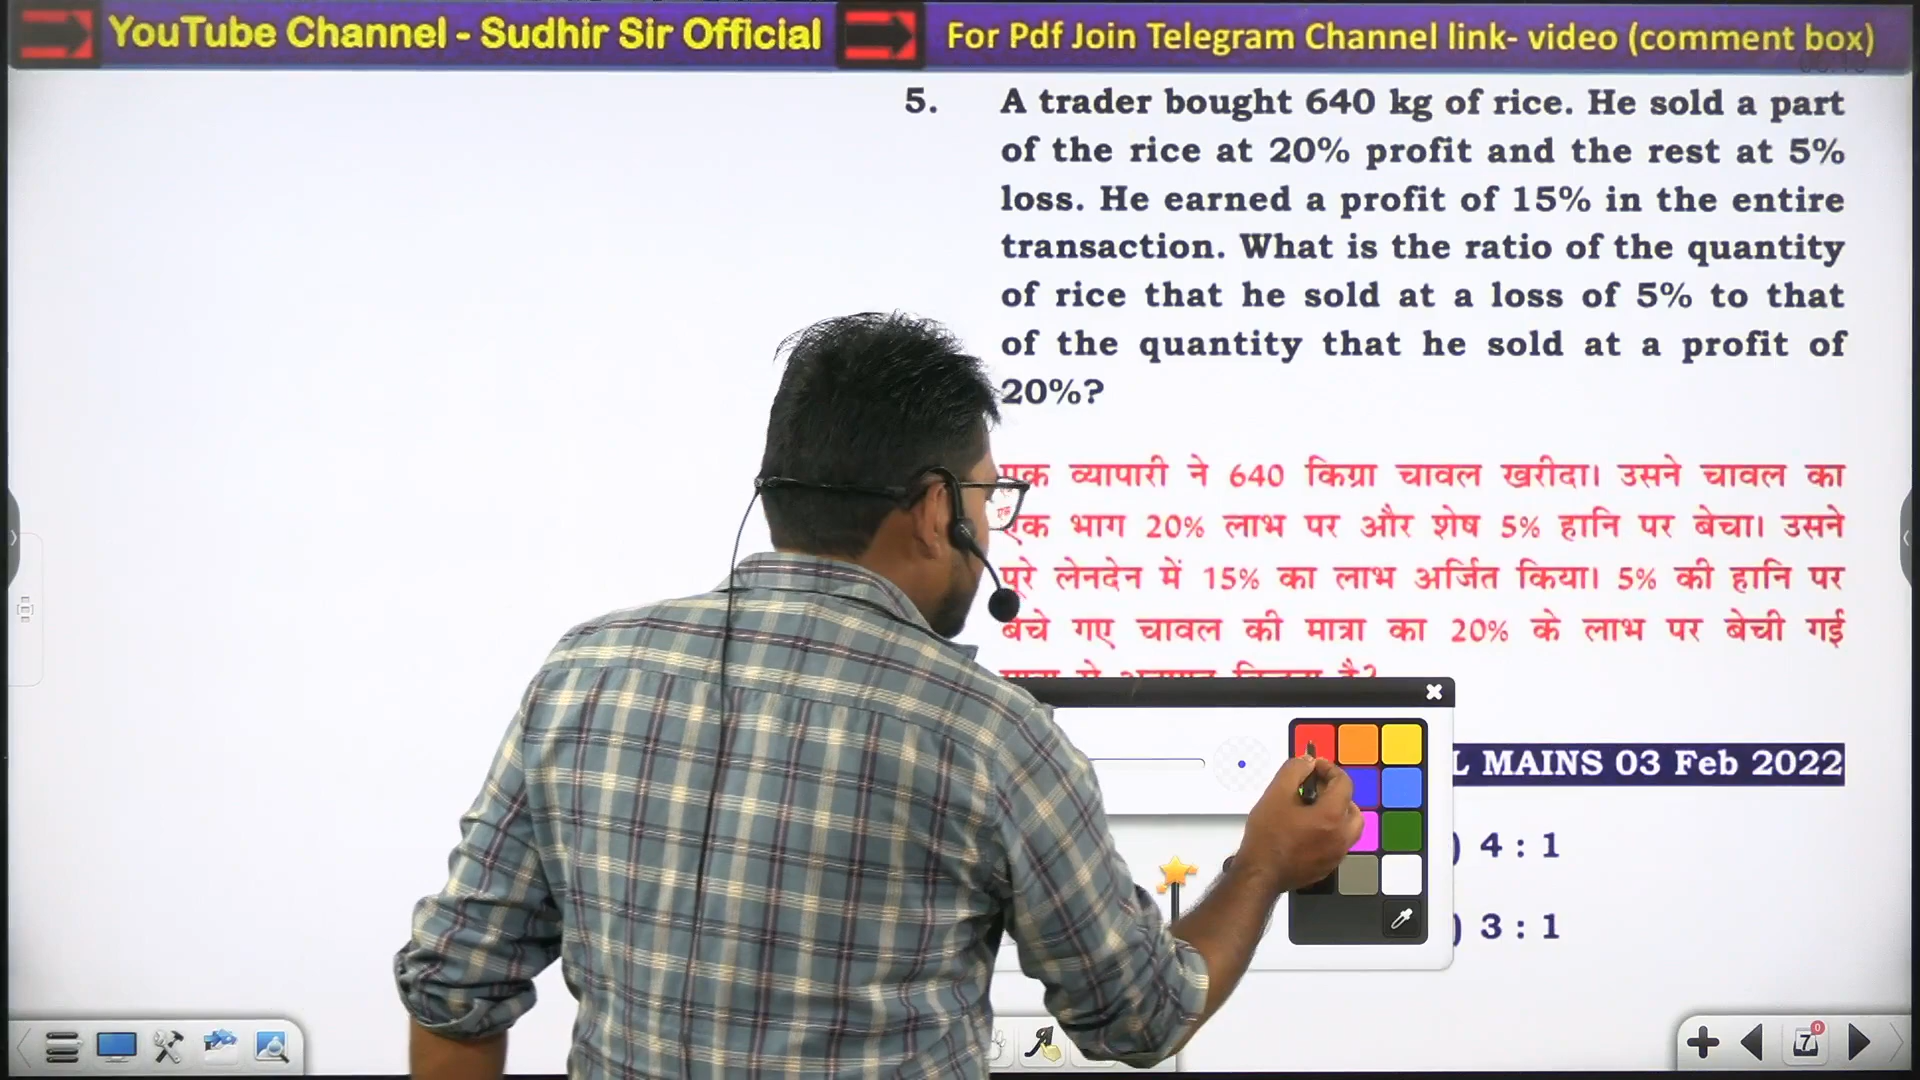 YouTube Channel - Sudhir Sir Official
For Pdf Join Telegram Channel link- video (comment box)
5. A trader bought 640 kg of rice. He sold a part
of the rice at 20% profit and the rest at 5%
loss. He earned a profit of 15% in the entire
transaction. What is the ratio of the quantity
of rice that he sold at a loss of 5% to that
of the quantity that he sold at a profit of
20%?
एक व्यापारी ने 640 किग्रा चावल खरीदा। उसने चावल का
एक भाग 20% लाभ पर और शेष 5% हानि पर बेचा। उसने
पूरे लेनदेन में 15% का लाभ अर्जित किया। 5% की हानि पर
बेचे गए चावल की मात्रा का 20% के लाभ पर बेची गई
L MAINS 03 Feb 2022
) 4 : 1
) 3 : 1
7
0